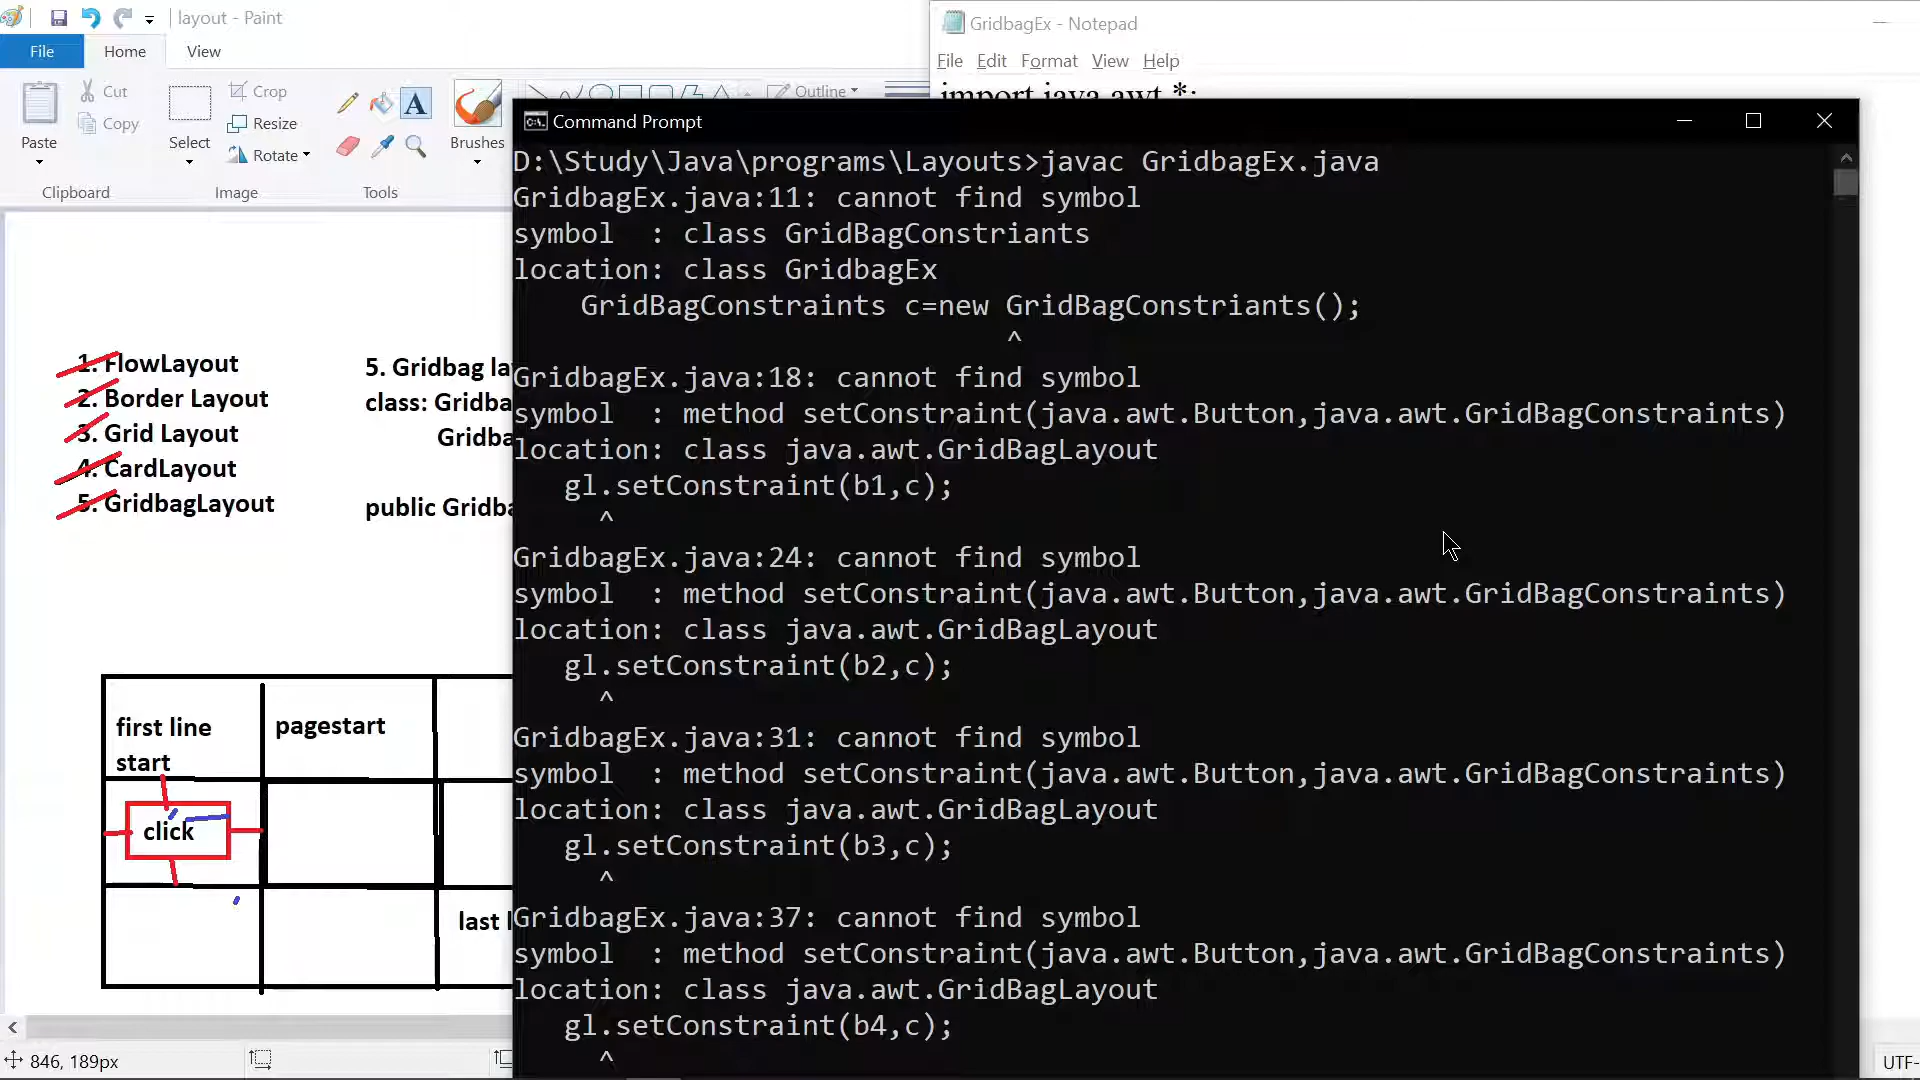 layout - Paint
File Home View
Paste
Cut
Copy
Clipboard
Select
Crop
Resize
Rotate
Image
A
Tools
Brushes
Outline
GridbagEx - Notepad
File Edit Format View Help
import java.awt.*;
Command Prompt
D:\Study\Java\programs\Layouts>javac GridbagEx.java
GridbagEx.java:11: cannot find symbol
symbol  : class GridBagConstriants
location: class GridbagEx
    GridBagConstraints c=new GridBagConstriants();
                             ^
GridbagEx.java:18: cannot find symbol
symbol  : method setConstraint(java.awt.Button,java.awt.GridBagConstraints)
location: class java.awt.GridBagLayout
   gl.setConstraint(b1,c);
     ^
GridbagEx.java:24: cannot find symbol
symbol  : method setConstraint(java.awt.Button,java.awt.GridBagConstraints)
location: class java.awt.GridBagLayout
   gl.setConstraint(b2,c);
     ^
GridbagEx.java:31: cannot find symbol
symbol  : method setConstraint(java.awt.Button,java.awt.GridBagConstraints)
location: class java.awt.GridBagLayout
   gl.setConstraint(b3,c);
     ^
GridbagEx.java:37: cannot find symbol
symbol  : method setConstraint(java.awt.Button,java.awt.GridBagConstraints)
location: class java.awt.GridBagLayout
   gl.setConstraint(b4,c);
     ^
1. FlowLayout
2. Border Layout
3. Grid Layout
4. CardLayout
5. GridbagLayout
5. Gridbag la
class: Gridba
Gridba
public Gridba
first line
start
pagestart
click
last l
846, 189px
UTF-